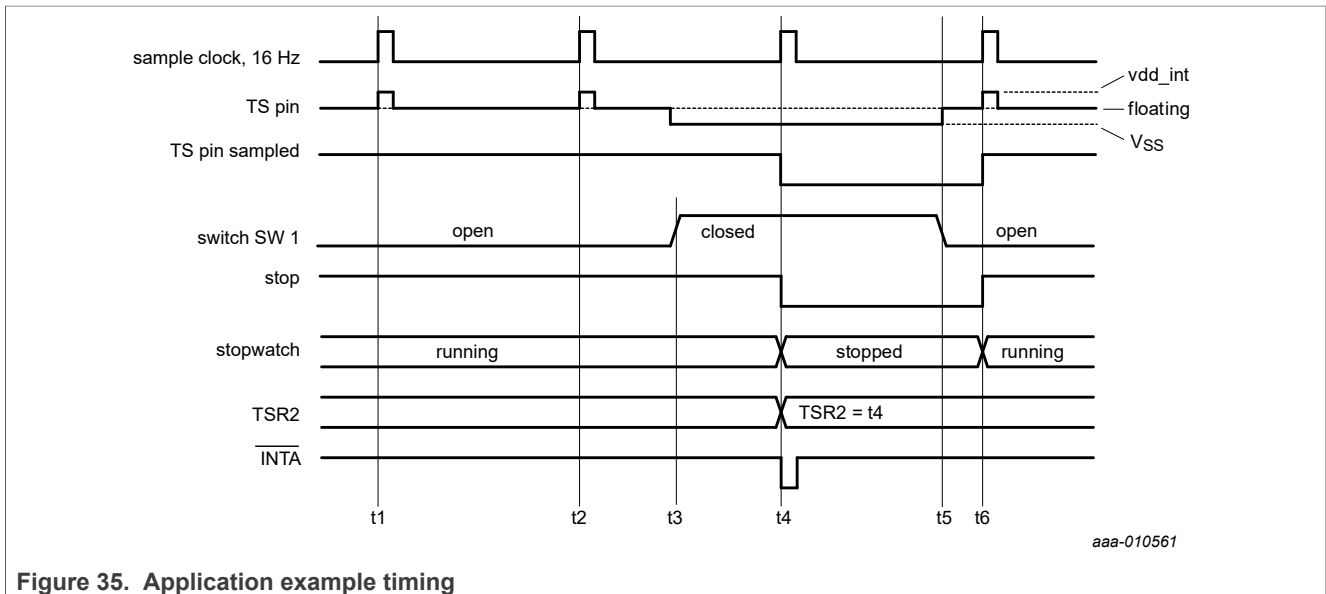 sample clock, 16 Hz
vdd_int
TS pin
floating
VSS
TS pin sampled
switch SW 1
open
closed
open
stop
stopwatch
running
stopped
running
TSR2
TSR2 = t4
INTA
t1
t2
t3
t4
t5
t6
aaa-010561
Figure 35. Application example timing